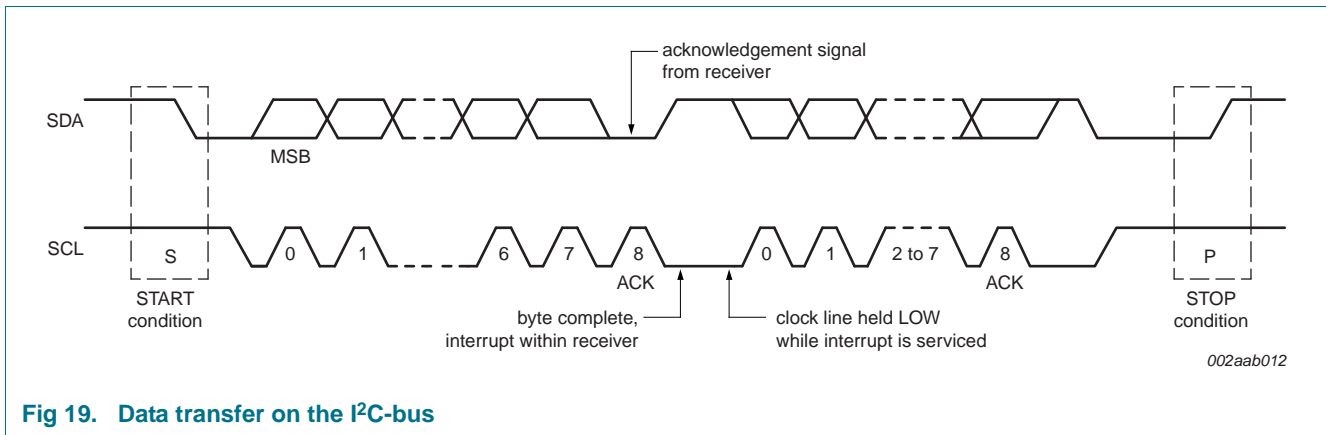 acknowledgement signal
from receiver
SDA
MSB
SCL
S
0
1
6
7
8
0
1
2 to 7
8
P
ACK
ACK
START
condition
byte complete,
interrupt within receiver
clock line held LOW
while interrupt is serviced
STOP
condition
002aab012
Fig 19. Data transfer on the I²C-bus